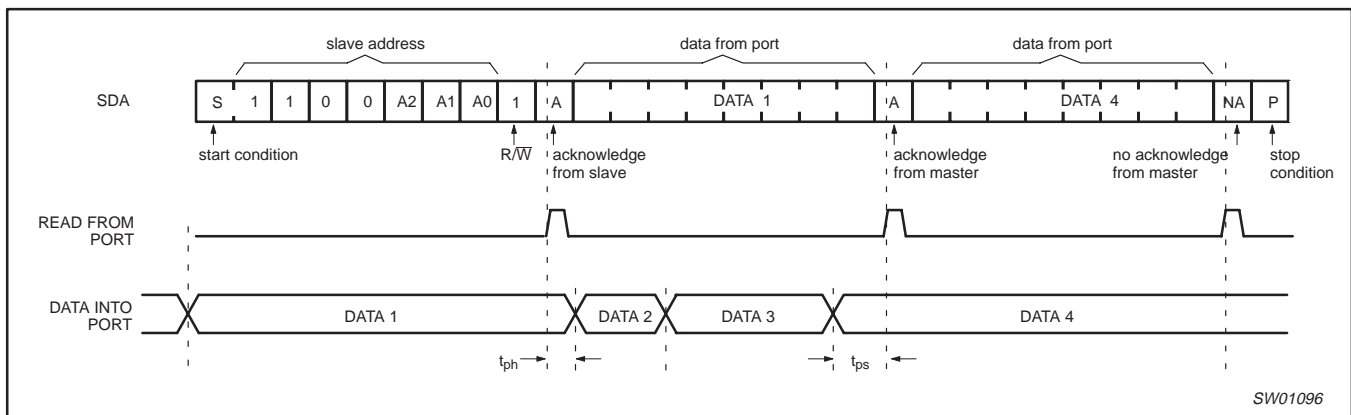 slave address data from port data from port
SDA S 1 1 0 0 A2 A1 A0 1 A DATA 1 A DATA 4 NA P
start condition R/W̅ acknowledge from slave acknowledge from master no acknowledge from master stop condition
READ FROM PORT
DATA INTO PORT DATA 1 DATA 2 DATA 3 DATA 4
tph tps
SW01096